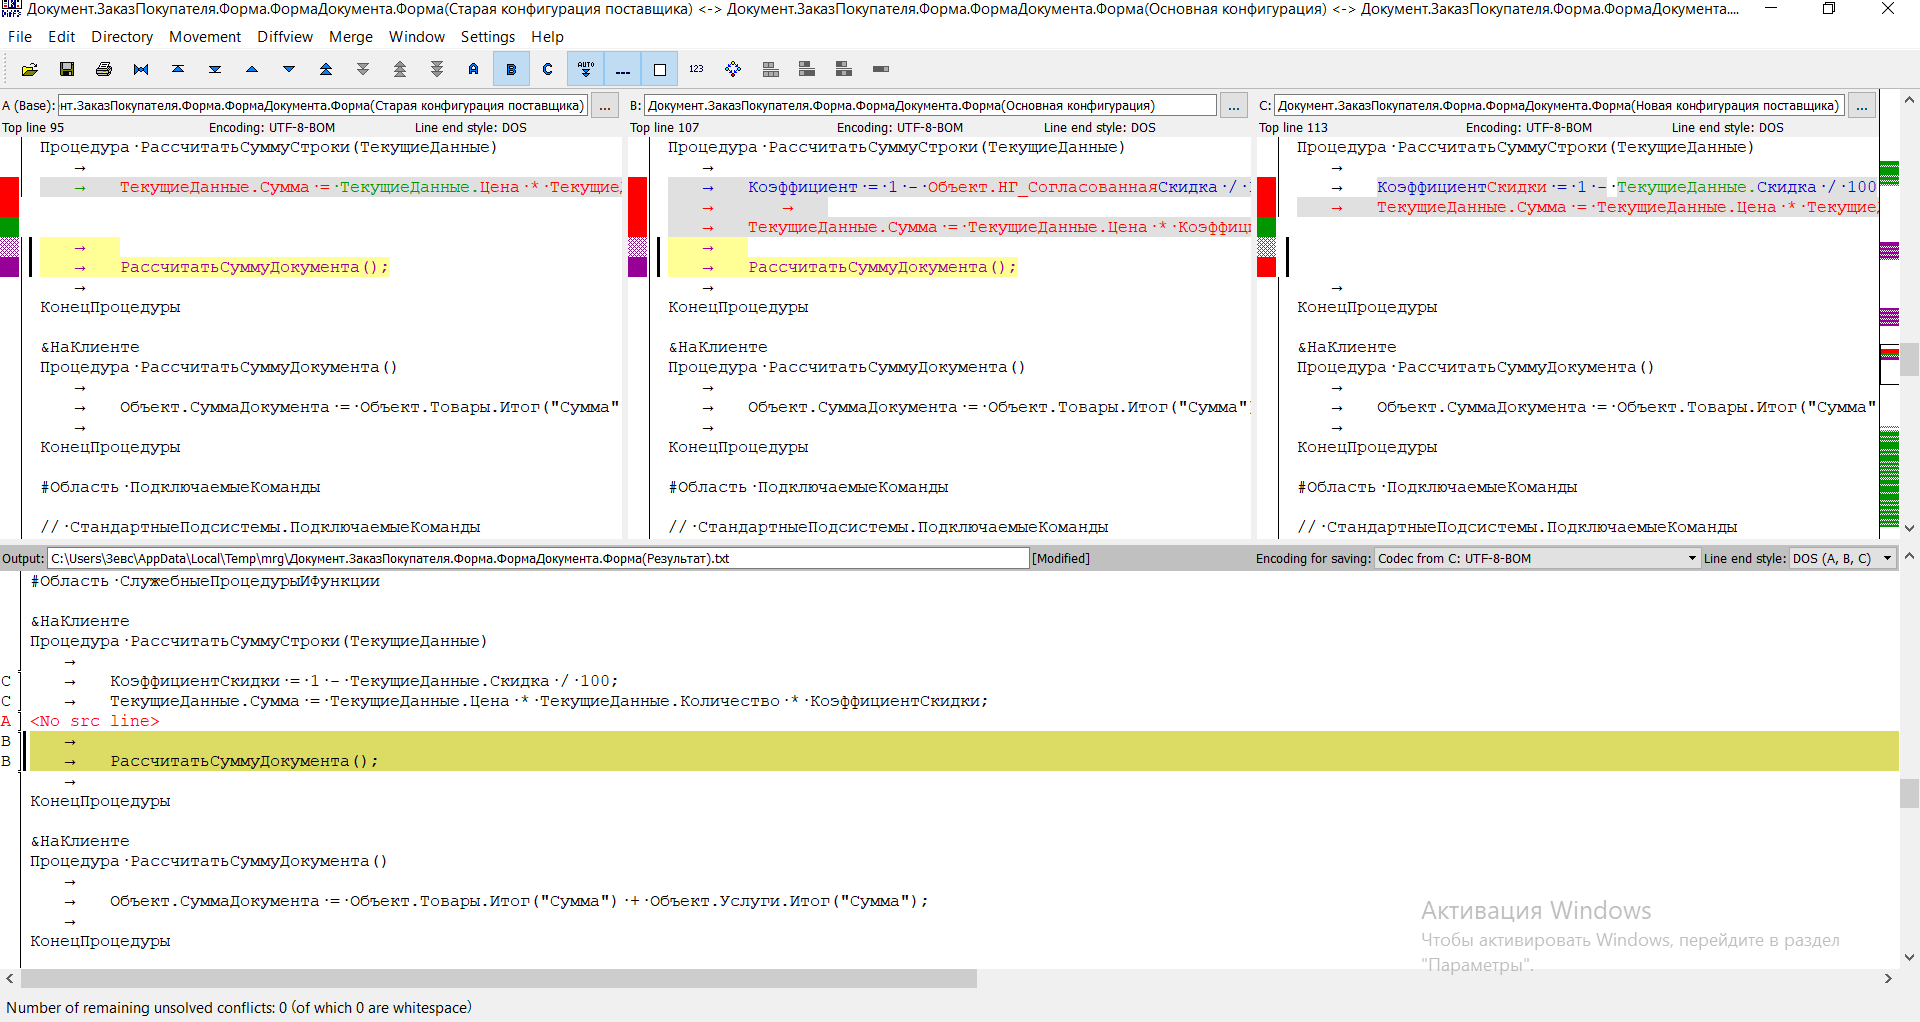 Документ.ЗаказПокупателя.Форма.ФормаДокумента.Форма(Старая конфигурация поставщика) <-> Документ.ЗаказПокупателя.Форма.ФормаДокумента.Форма(Основная конфигурация) <-> Документ.ЗаказПокупателя.Форма.ФормаДокумента....
File Edit Directory Movement Diffview Merge Window Settings Help
A B C AUTO 123
A (Base): нт.ЗаказПокупателя.Форма.ФормаДокумента.Форма(Старая конфигурация поставщика) ...
Top line 95 Encoding: UTF-8-BOM Line end style: DOS
Процедура·РассчитатьСуммуСтроки(ТекущиеДанные)
→
→ ТекущиеДанные.Сумма·=·ТекущиеДанные.Цена·*·Текущие
→
→ РассчитатьСуммуДокумента();
→
КонецПроцедуры
&НаКлиенте
Процедура·РассчитатьСуммуДокумента()
→
→ Объект.СуммаДокумента·=·Объект.Товары.Итог("Сумма"
→
КонецПроцедуры
#Область·ПодключаемыеКоманды
//·СтандартныеПодсистемы.ПодключаемыеКоманды
B: Документ.ЗаказПокупателя.Форма.ФормаДокумента.Форма(Основная конфигурация) ...
Top line 107 Encoding: UTF-8-BOM Line end style: DOS
Процедура·РассчитатьСуммуСтроки(ТекущиеДанные)
→
→ Коэффициент·=·1·-·Объект.НГ_СогласованнаяСкидка·/·
→ →
→ ТекущиеДанные.Сумма·=·ТекущиеДанные.Цена·*·Коэффиц
→
→ РассчитатьСуммуДокумента();
→
КонецПроцедуры
&НаКлиенте
Процедура·РассчитатьСуммуДокумента()
→
→ Объект.СуммаДокумента·=·Объект.Товары.Итог("Сумма"
→
КонецПроцедуры
#Область·ПодключаемыеКоманды
//·СтандартныеПодсистемы.ПодключаемыеКоманды
C: Документ.ЗаказПокупателя.Форма.ФормаДокумента.Форма(Новая конфигурация поставщика) ...
Top line 113 Encoding: UTF-8-BOM Line end style: DOS
Процедура·РассчитатьСуммуСтроки(ТекущиеДанные)
→
→ КоэффициентСкидки·=·1·-·ТекущиеДанные.Скидка·/·100
→ ТекущиеДанные.Сумма·=·ТекущиеДанные.Цена·*·Текущие
→
КонецПроцедуры
&НаКлиенте
Процедура·РассчитатьСуммуДокумента()
→
→ Объект.СуммаДокумента·=·Объект.Товары.Итог("Сумма"
→
КонецПроцедуры
#Область·ПодключаемыеКоманды
//·СтандартныеПодсистемы.ПодключаемыеКоманды
Output: C:\Users\Зевс\AppData\Local\Temp\mrg\Документ.ЗаказПокупателя.Форма.ФормаДокумента.Форма(Результат).txt [Modified] Encoding for saving: Codec from C: UTF-8-BOM Line end style: DOS (A, B, C)
#Область·СлужебныеПроцедурыИФункции
&НаКлиенте
Процедура·РассчитатьСуммуСтроки(ТекущиеДанные)
→
C → КоэффициентСкидки·=·1·-·ТекущиеДанные.Скидка·/·100;
C → ТекущиеДанные.Сумма·=·ТекущиеДанные.Цена·*·ТекущиеДанные.Количество·*·КоэффициентСкидки;
A <No src line>
B →
B → РассчитатьСуммуДокумента();
→
КонецПроцедуры
&НаКлиенте
Процедура·РассчитатьСуммуДокумента()
→
→ Объект.СуммаДокумента·=·Объект.Товары.Итог("Сумма")·+·Объект.Услуги.Итог("Сумма");
→
КонецПроцедуры
Активация Windows
Чтобы активировать Windows, перейдите в раздел
"Параметры".
Number of remaining unsolved conflicts: 0 (of which 0 are whitespace)